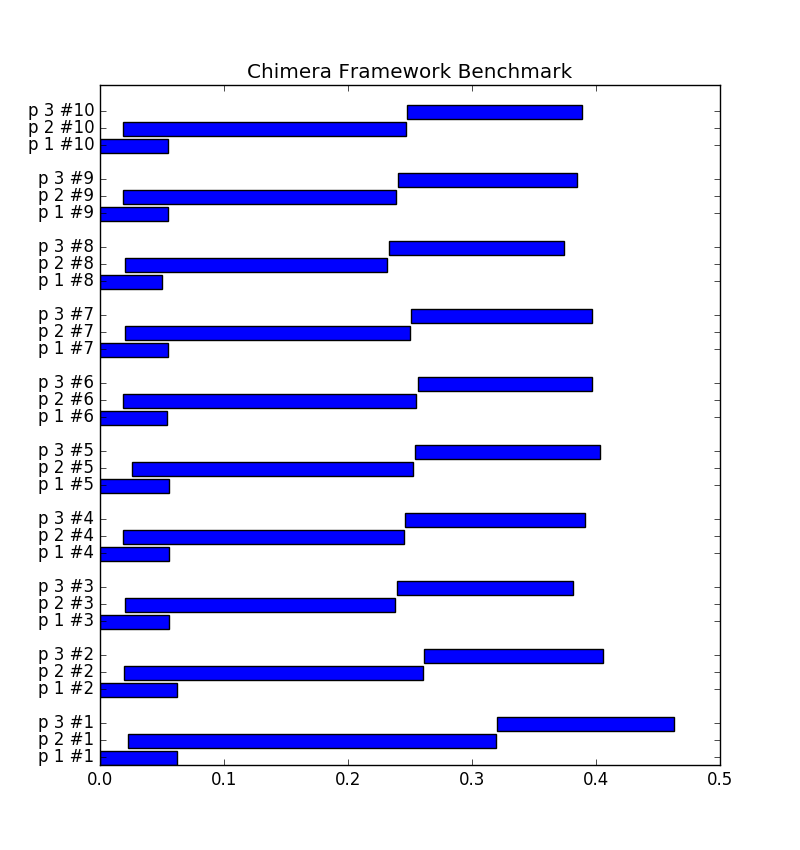 Chimera Framework Benchmark
p 3 #10
p 2 #10
p 1 #10
p 3 #9
p 2 #9
p 1 #9
p 3 #8
p 2 #8
p 1 #8
p 3 #7
p 2 #7
p 1 #7
p 3 #6
p 2 #6
p 1 #6
p 3 #5
p 2 #5
p 1 #5
p 3 #4
p 2 #4
p 1 #4
p 3 #3
p 2 #3
p 1 #3
p 3 #2
p 2 #2
p 1 #2
p 3 #1
p 2 #1
p 1 #1
0.0 0.1 0.2 0.3 0.4 0.5